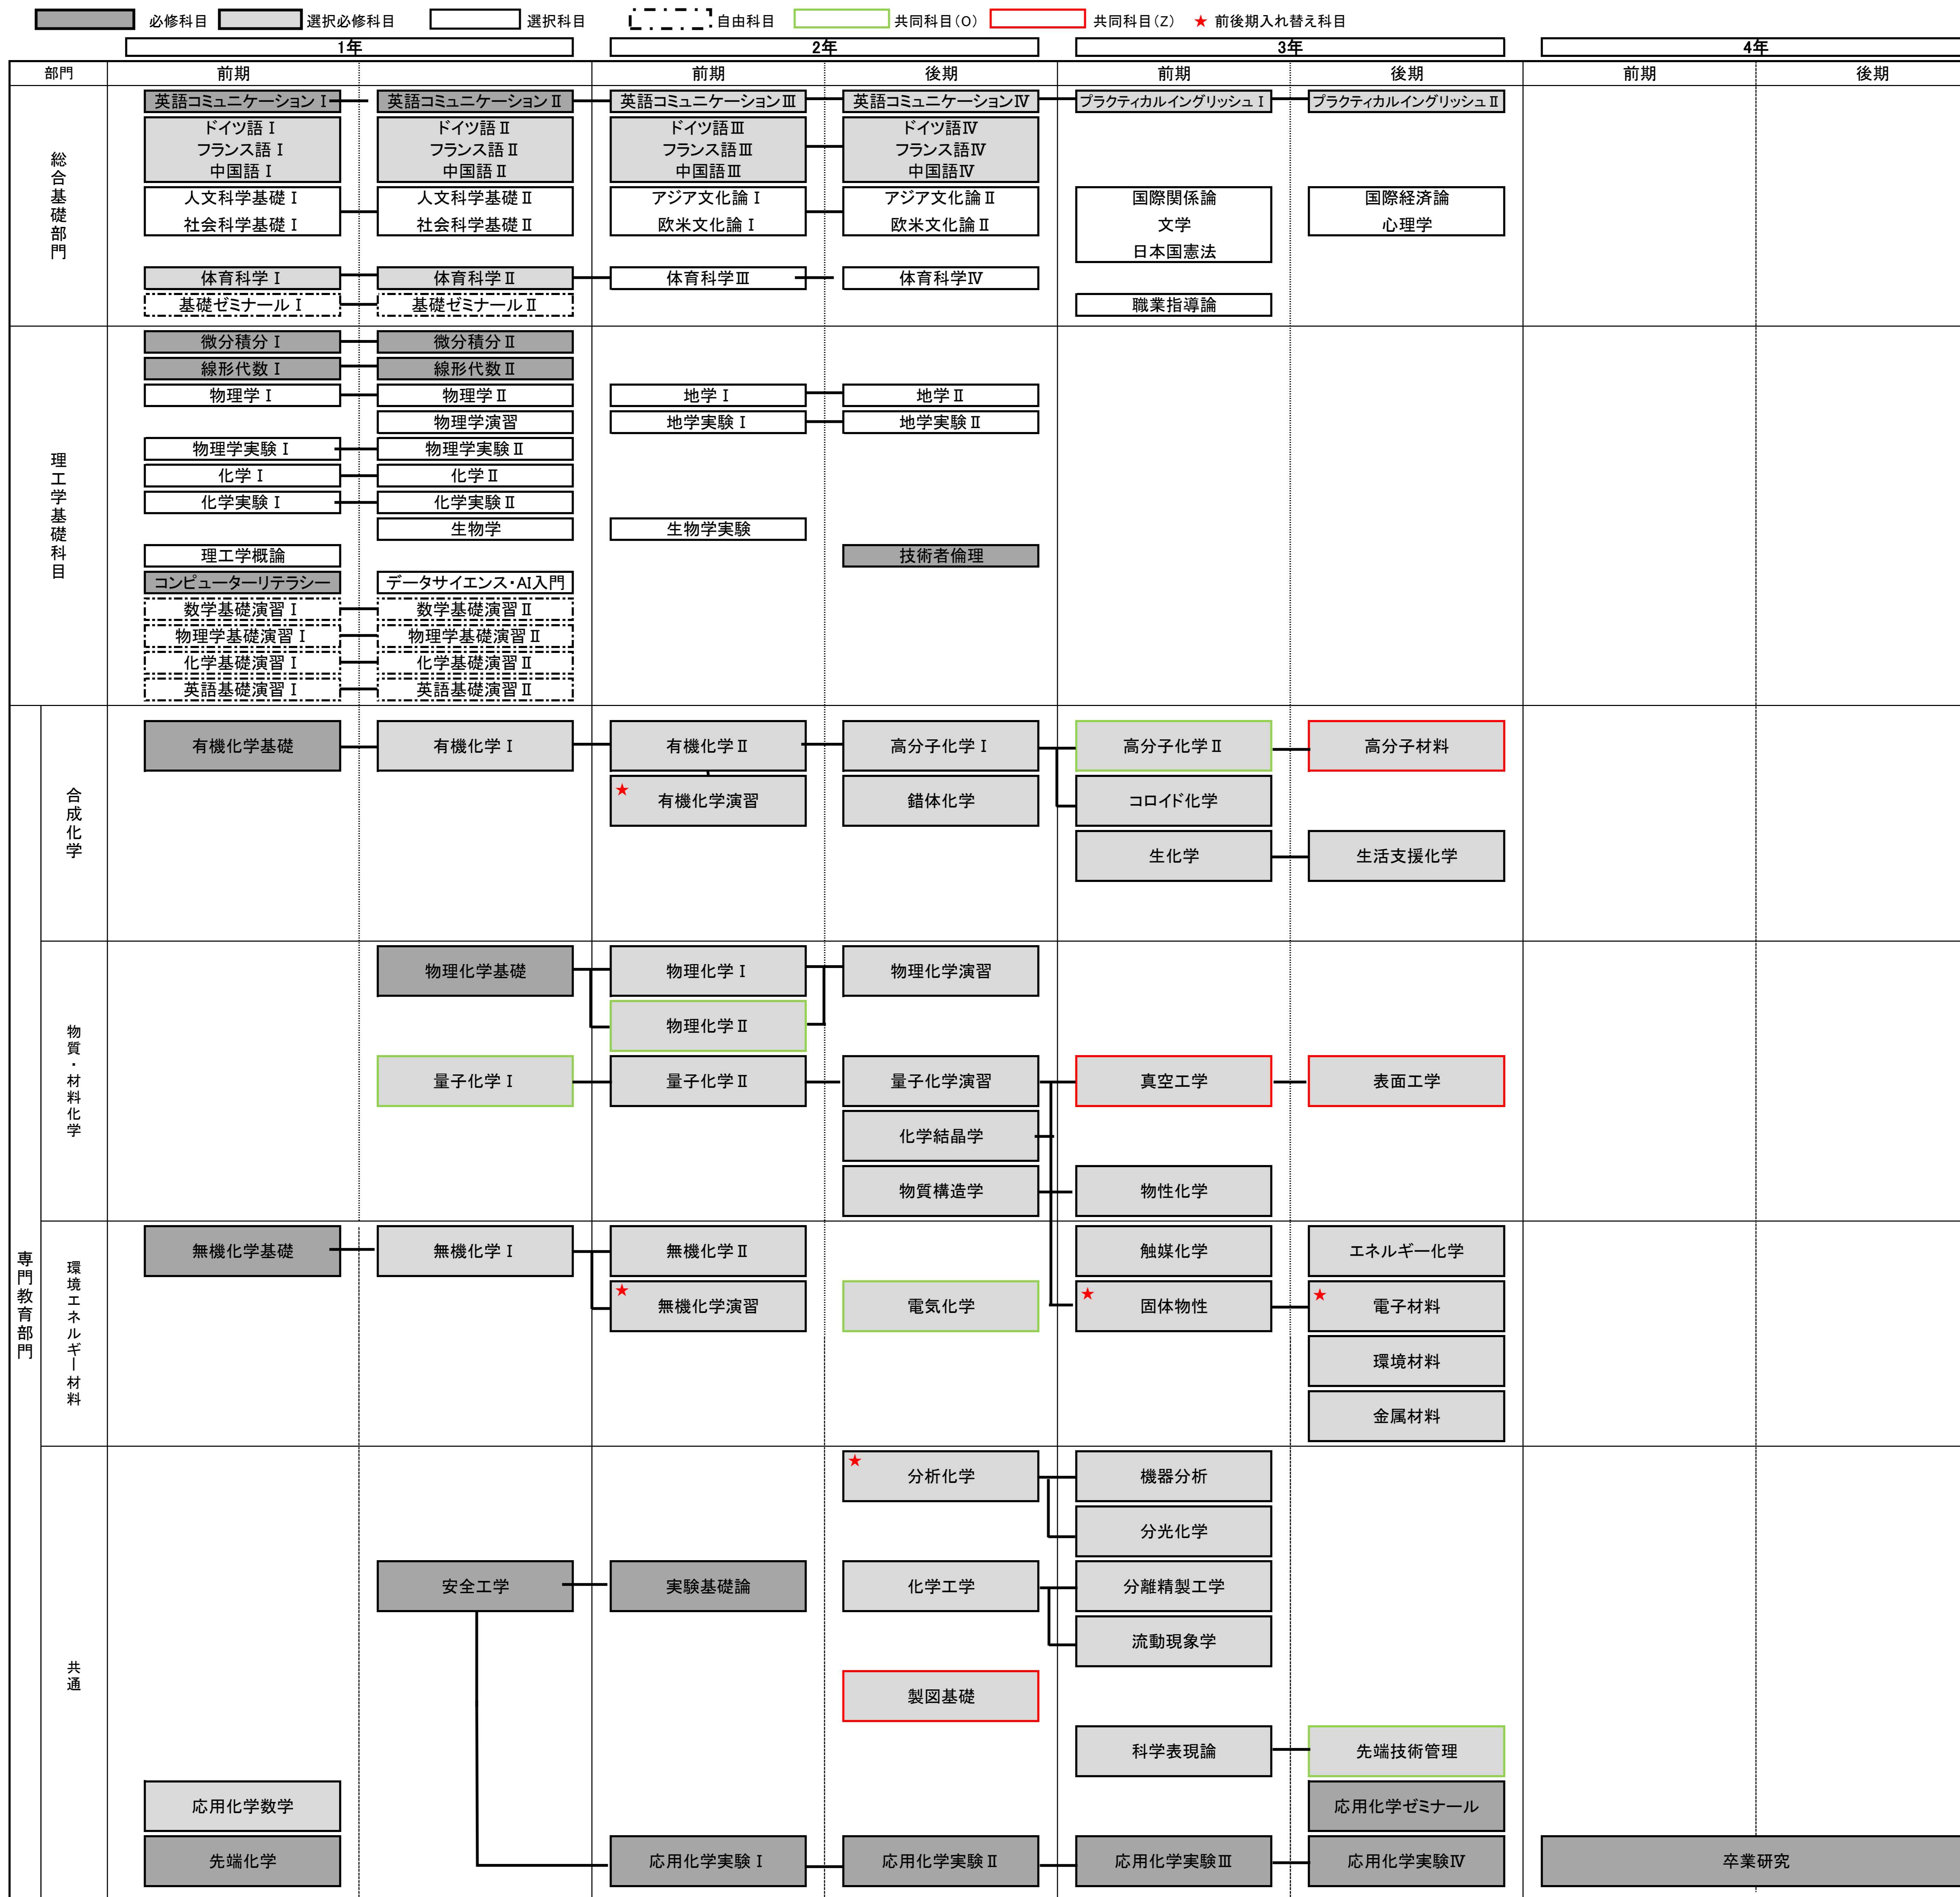 必修科目 選択必修科目 選択科目 自由科目 共同科目(O) 共同科目(Z) ★ 前後期入れ替え科目
1年 2年 3年 4年
部門 前期 前期 後期 前期 後期 前期 後期
総合基礎部門
英語コミュニケーションⅠ 英語コミュニケーションⅡ 英語コミュニケーションⅢ 英語コミュニケーションⅣ プラクティカルイングリッシュⅠ プラクティカルイングリッシュⅡ
ドイツ語Ⅰ ドイツ語Ⅱ ドイツ語Ⅲ ドイツ語Ⅳ
フランス語Ⅰ フランス語Ⅱ フランス語Ⅲ フランス語Ⅳ
中国語Ⅰ 中国語Ⅱ 中国語Ⅲ 中国語Ⅳ
人文科学基礎Ⅰ 人文科学基礎Ⅱ アジア文化論Ⅰ アジア文化論Ⅱ 国際関係論 国際経済論
社会科学基礎Ⅰ 社会科学基礎Ⅱ 欧米文化論Ⅰ 欧米文化論Ⅱ 文学 心理学
日本国憲法
体育科学Ⅰ 体育科学Ⅱ 体育科学Ⅲ 体育科学Ⅳ
基礎ゼミナールⅠ 基礎ゼミナールⅡ 職業指導論
理工学基礎科目
微分積分Ⅰ 微分積分Ⅱ
線形代数Ⅰ 線形代数Ⅱ
物理学Ⅰ 物理学Ⅱ 地学Ⅰ 地学Ⅱ
物理学演習 地学実験Ⅰ 地学実験Ⅱ
物理学実験Ⅰ 物理学実験Ⅱ
化学Ⅰ 化学Ⅱ
化学実験Ⅰ 化学実験Ⅱ
生物学 生物学実験
理工学概論 技術者倫理
コンピューターリテラシー データサイエンス・AI入門
数学基礎演習Ⅰ 数学基礎演習Ⅱ
物理学基礎演習Ⅰ 物理学基礎演習Ⅱ
化学基礎演習Ⅰ 化学基礎演習Ⅱ
英語基礎演習Ⅰ 英語基礎演習Ⅱ
専門教育部門
合成化学
有機化学基礎 有機化学Ⅰ 有機化学Ⅱ 高分子化学Ⅰ 高分子化学Ⅱ 高分子材料
★ 有機化学演習 錯体化学 コロイド化学
生化学 生活支援化学
物質・材料化学
物理化学基礎 物理化学Ⅰ 物理化学演習
物理化学Ⅱ
量子化学Ⅰ 量子化学Ⅱ 量子化学演習 真空工学 表面工学
化学結晶学
物質構造学 物性化学
環境エネルギー材料
無機化学基礎 無機化学Ⅰ 無機化学Ⅱ 触媒化学 エネルギー化学
★ 無機化学演習 電気化学 ★ 固体物性 ★ 電子材料
環境材料
金属材料
共通
★ 分析化学 機器分析
分光化学
安全工学 実験基礎論 化学工学 分離精製工学
流動現象学
製図基礎
科学表現論 先端技術管理
応用化学数学 応用化学ゼミナール
先端化学 応用化学実験Ⅰ 応用化学実験Ⅱ 応用化学実験Ⅲ 応用化学実験Ⅳ 卒業研究